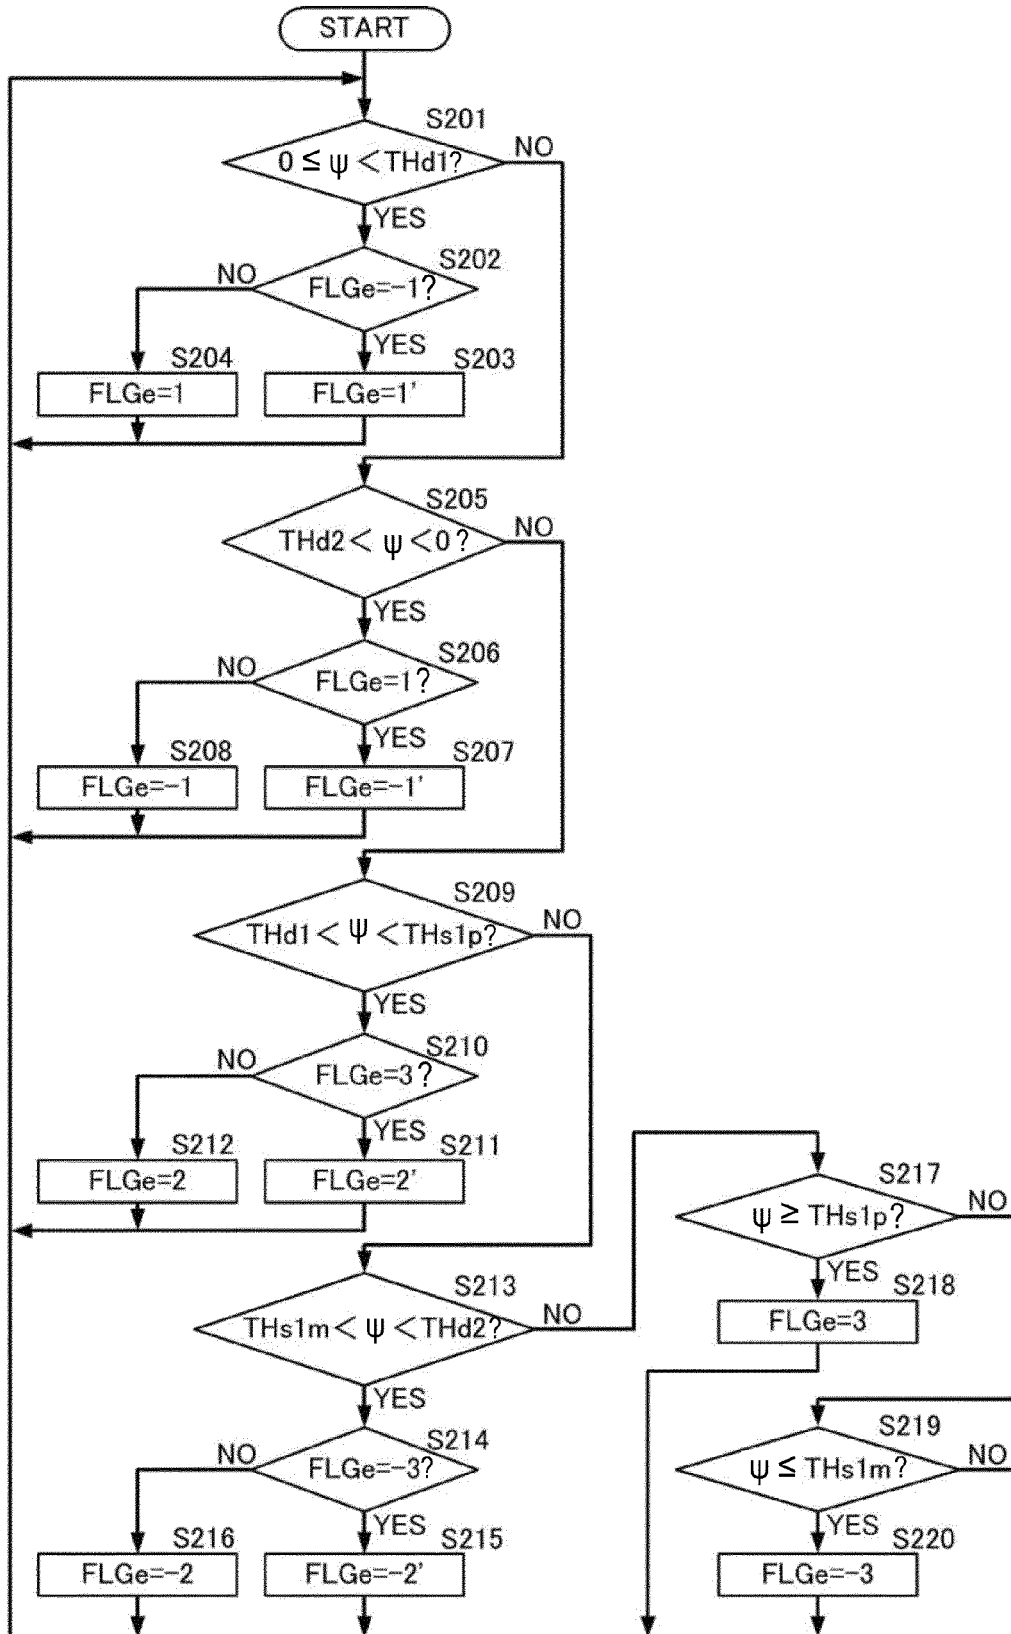 START
S201
0 ≤ ψ < THd1?
NO
YES
S202
FLGe=-1?
NO
YES
S204
FLGe=1
S203
FLGe=1'
S205
THd2 < ψ < 0 ?
NO
YES
S206
FLGe=1?
NO
YES
S208
FLGe=-1
S207
FLGe=-1'
S209
THd1 < ψ < THs1p?
NO
YES
S210
FLGe=3?
NO
YES
S212
FLGe=2
S211
FLGe=2'
S213
THs1m < ψ < THd2?
NO
YES
S214
FLGe=-3?
NO
YES
S216
FLGe=-2
S215
FLGe=-2'
S217
ψ ≥ THs1p?
NO
YES
S218
FLGe=3
S219
ψ ≤ THs1m?
NO
YES
S220
FLGe=-3